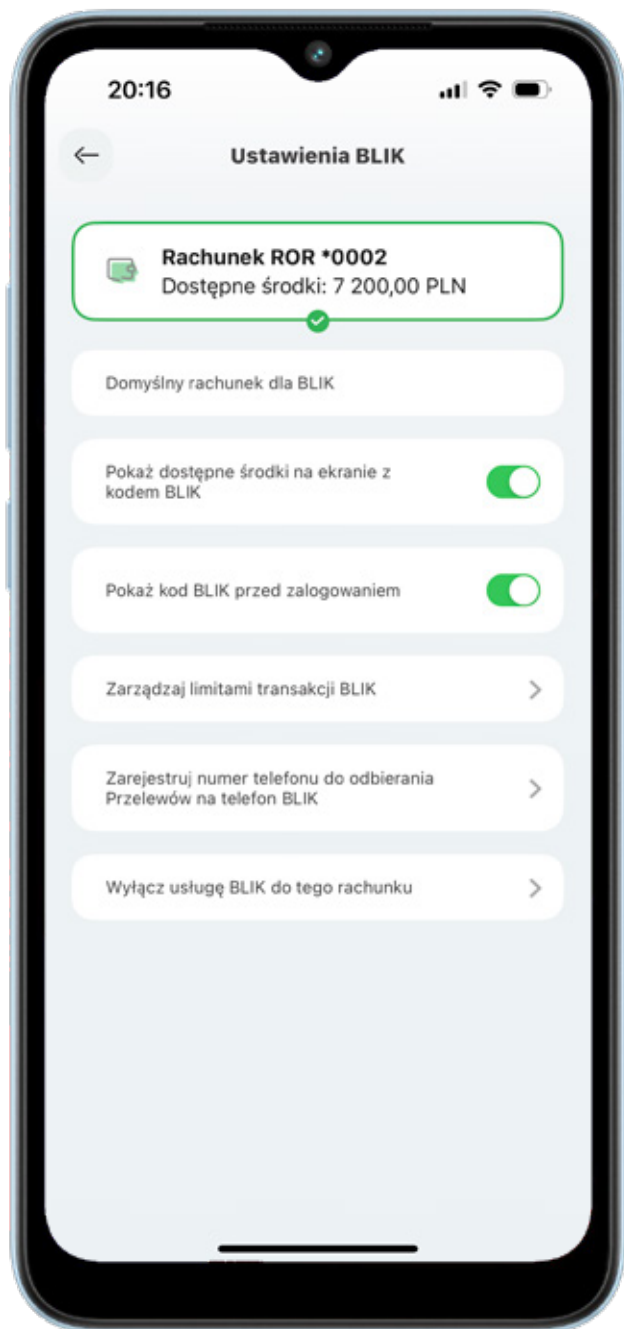 20:16
Ustawienia BLIK
Rachunek ROR *0002
Dostępne środki: 7 200,00 PLN
Domyślny rachunek dla BLIK
Pokaż dostępne środki na ekranie z
kodem BLIK
Pokaż kod BLIK przed zalogowaniem
Zarządzaj limitami transakcji BLIK
Zarejestruj numer telefonu do odbierania
Przelewów na telefon BLIK
Wyłącz usługę BLIK do tego rachunku